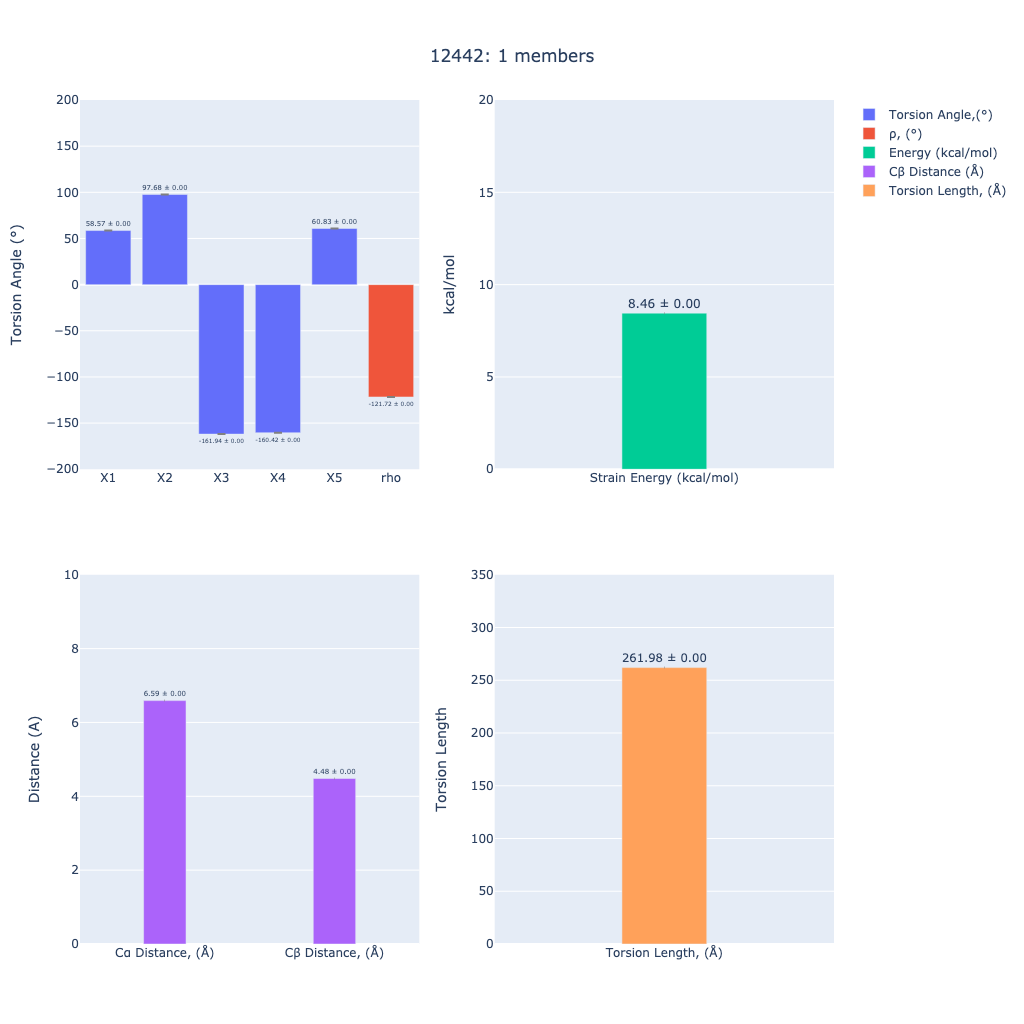 12442: 1 members
Torsion Angle (°)
200
150
100
50
0
−50
−100
−150
−200
58.57 ± 0.00
97.68 ± 0.00
-161.94 ± 0.00
-160.42 ± 0.00
60.83 ± 0.00
-121.72 ± 0.00
X1 X2 X3 X4 X5 rho
kcal/mol
20
15
10
5
0
8.46 ± 0.00
Strain Energy (kcal/mol)
Torsion Angle,(°)
ρ, (°)
Energy (kcal/mol)
Cβ Distance (Å)
Torsion Length, (Å)
Distance (A)
10
8
6
4
2
0
6.59 ± 0.00
4.48 ± 0.00
Cα Distance, (Å) Cβ Distance, (Å)
Torsion Length
350
300
250
200
150
100
50
0
261.98 ± 0.00
Torsion Length, (Å)